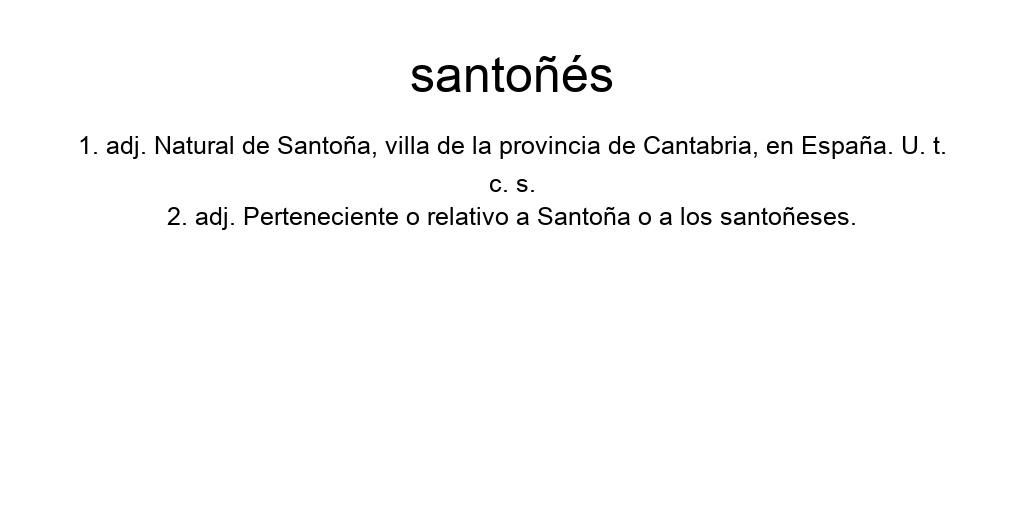 santoñés
1. adj. Natural de Santoña, villa de la provincia de Cantabria, en España. U. t.
c. s.
2. adj. Perteneciente o relativo a Santoña o a los santoñeses.